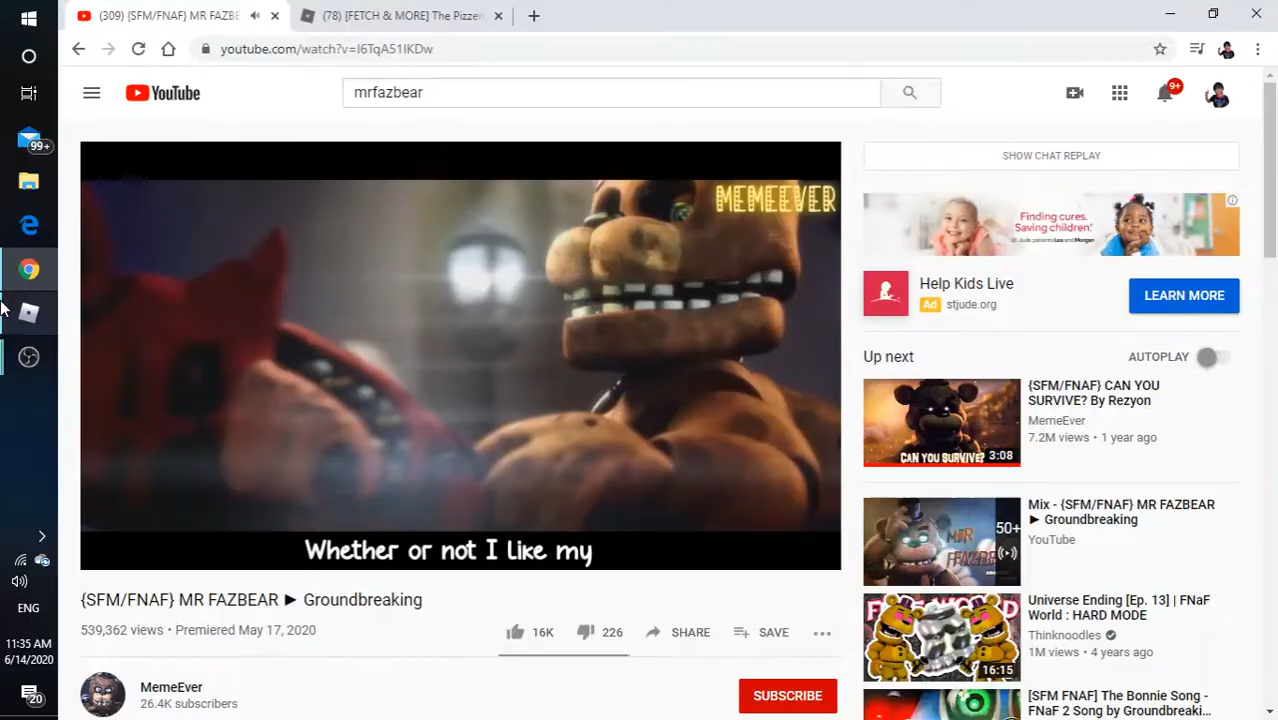 (309) {SFM/FNAF} MR FAZBE
(78) [FETCH & MORE] The Pizzer
youtube.com/watch?v=I6TqA51IKDw
YouTube
mrfazbear
9+
99+
MEMEEVER
Whether or not I like my
SHOW CHAT REPLAY
Finding cures.
Saving children.
Help Kids Live
Ad stjude.org
LEARN MORE
Up next
AUTOPLAY
CAN YOU SURVIVE?
3:08
{SFM/FNAF} CAN YOU
SURVIVE? By Rezyon
MemeEver
7.2M views • 1 year ago
MR
FAZBE
50+
Mix - {SFM/FNAF} MR FAZBEAR
► Groundbreaking
YouTube
16:15
Universe Ending [Ep. 13] | FNaF
World : HARD MODE
Thinknoodles
1M views • 4 years ago
[SFM FNAF] The Bonnie Song -
FNaF 2 Song by Groundbreaki...
{SFM/FNAF} MR FAZBEAR ► Groundbreaking
539,362 views • Premiered May 17, 2020
16K
226
SHARE
SAVE
MemeEver
26.4K subscribers
SUBSCRIBE
ENG
11:35 AM
6/14/2020
20